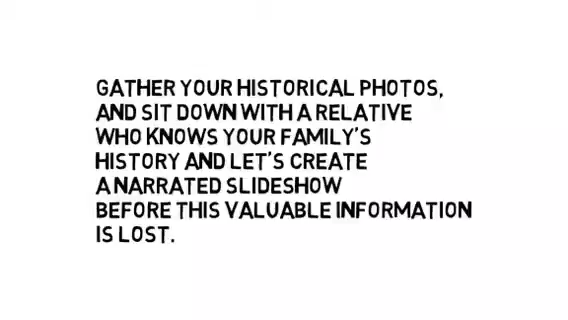 GATHER YOUR HISTORICAL PHOTOS,
AND SIT DOWN WITH A RELATIVE
WHO KNOWS YOUR FAMILY'S
HISTORY AND LET'S CREATE
A NARRATED SLIDESHOW
BEFORE THIS VALUABLE INFORMATION
IS LOST.